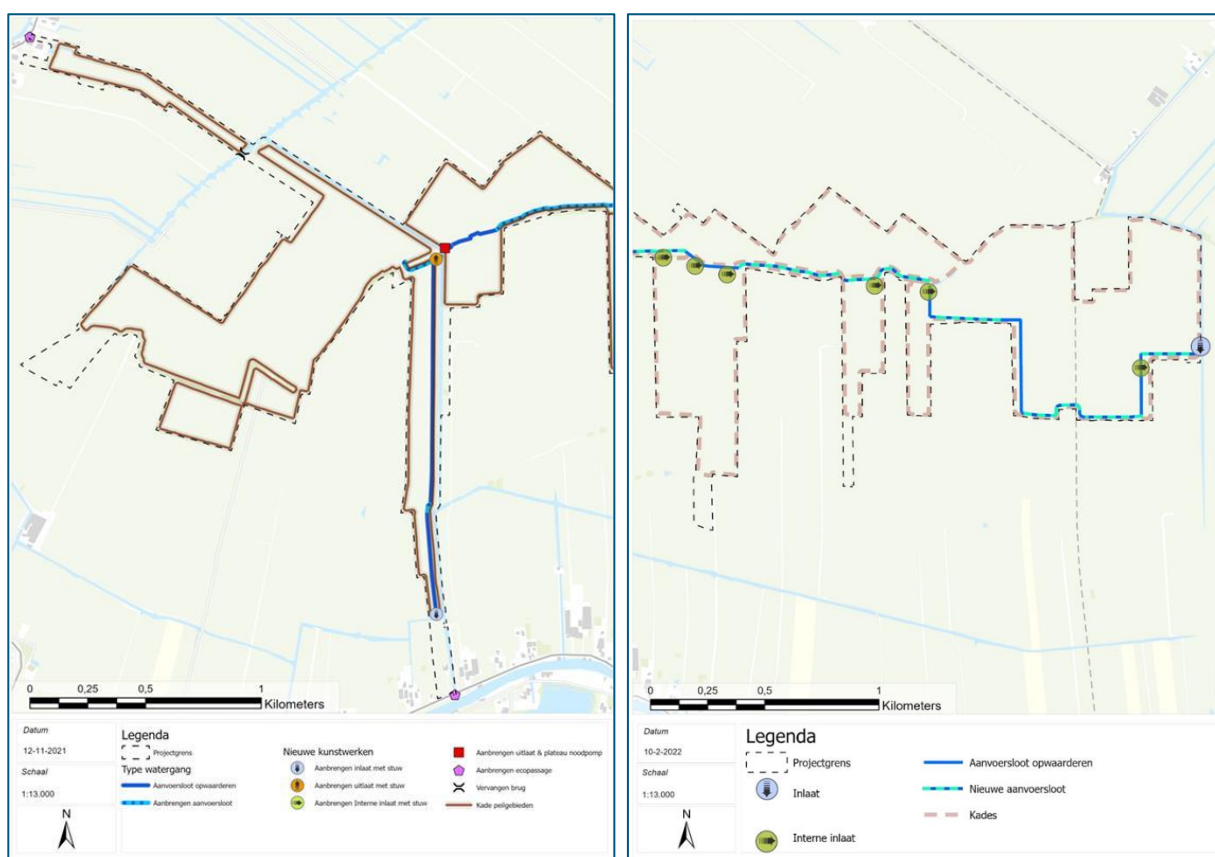 0 0,25 0,5 1
Kilometers
Datum
12-11-2021
Schaal
1:13.000
N
Legenda
Projectgrens
Type watergang
Aanvoersloot opwaarderen
Aanbrengen aanvoersloot
Nieuwe kunstwerken
Aanbrengen inlaat met stuw
Aanbrengen uitlaat met stuw
Aanbrengen Interne inlaat met stuw
Aanbrengen uitlaat & plateau noodpomp
Aanbrengen ecopassage
Vervangen brug
Kade peilgebieden
0 0,25 0,5 1
Kilometers
Datum
10-2-2022
Schaal
1:13.000
N
Legenda
Projectgrens
Inlaat
Interne inlaat
Aanvoersloot opwaarderen
Nieuwe aanvoersloot
Kades